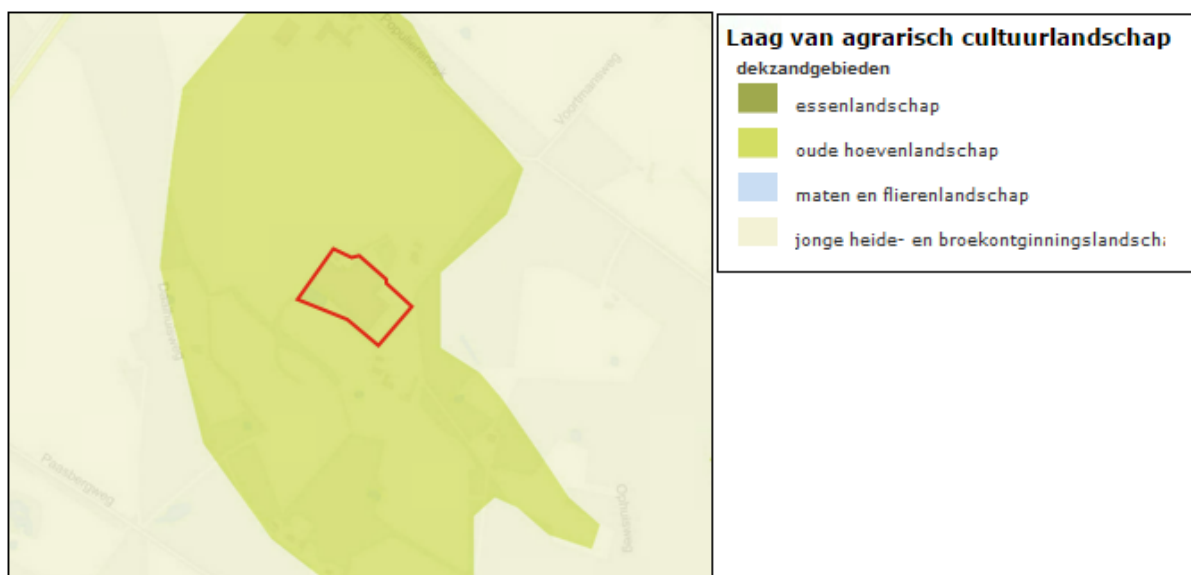 Laag van agrarisch cultuurlandschap
dekzandgebieden
essenlandschap
oude hoevenlandschap
maten en flierenlandschap
jonge heide- en broekontginningslandscha
Voortmansweg
Paasbergweg